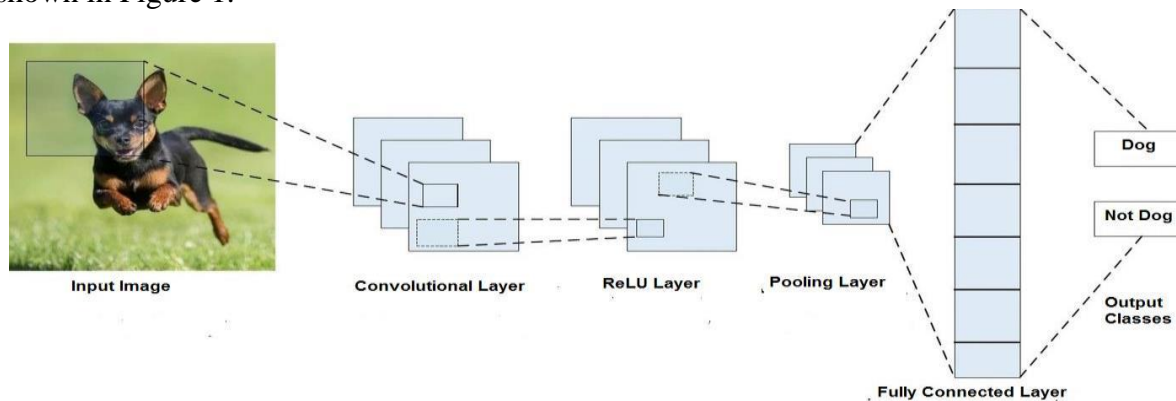 shown in Figure 1.
Dog
Not Dog
Input Image
Convolutional Layer
ReLU Layer
Pooling Layer
Output
Classes
Fully Connected Layer